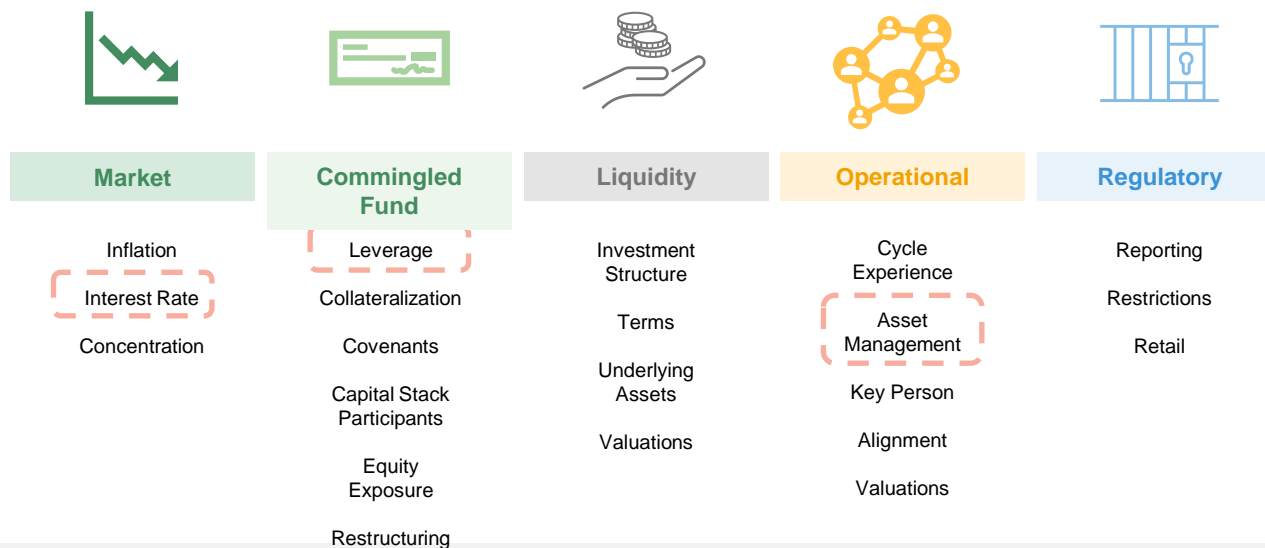 Market
Commingled
Fund
Liquidity
Operational
Regulatory
Inflation
Interest Rate
Concentration
Leverage
Collateralization
Covenants
Capital Stack
Participants
Equity
Exposure
Restructuring
Investment
Structure
Terms
Underlying
Assets
Valuations
Cycle
Experience
Asset
Management
Key Person
Alignment
Valuations
Reporting
Restrictions
Retail